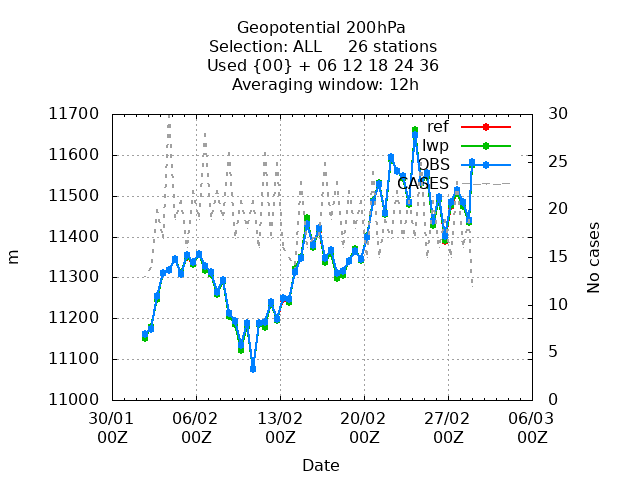 Geopotential 200hPa
Selection: ALL     26 stations
Used {00} + 06 12 18 24 36
Averaging window: 12h
11700
11600
11500
11400
11300
11200
11100
11000
m
30
25
20
15
10
5
0
No cases
ref
lwp
OBS
CASES
30/01 06/02 13/02 20/02 27/02 06/03
00Z 00Z 00Z 00Z 00Z 00Z
Date